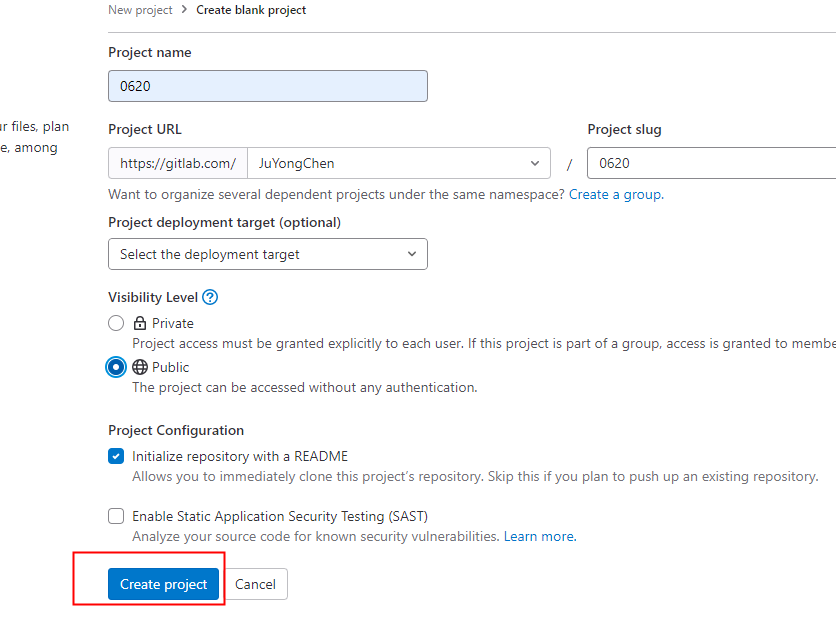 New project > Create blank project
Project name
0620
ur files, plan
e, among
Project URL
Project slug
https://gitlab.com/ JuYongChen / 0620
Want to organize several dependent projects under the same namespace? Create a group.
Project deployment target (optional)
Select the deployment target
Visibility Level
Private
Project access must be granted explicitly to each user. If this project is part of a group, access is granted to membe
Public
The project can be accessed without any authentication.
Project Configuration
Initialize repository with a README
Allows you to immediately clone this project's repository. Skip this if you plan to push up an existing repository.
Enable Static Application Security Testing (SAST)
Analyze your source code for known security vulnerabilities. Learn more.
Create project Cancel